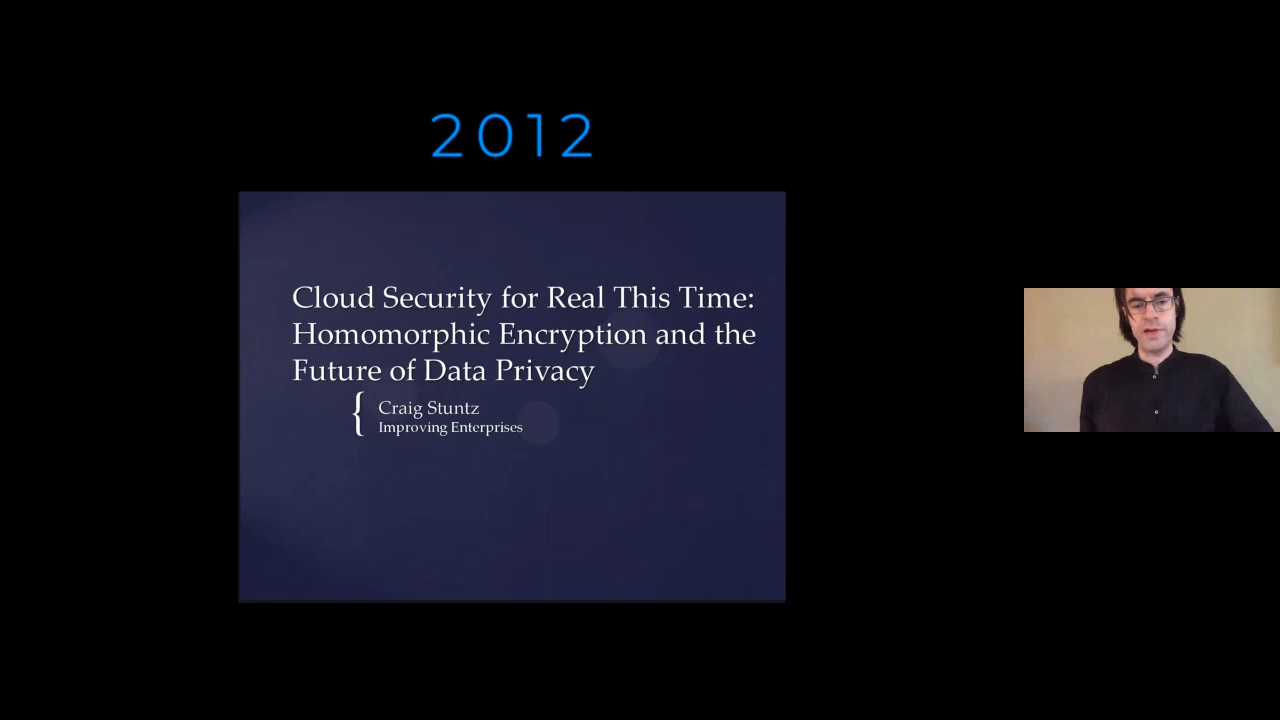 2012
Cloud Security for Real This Time:
Homomorphic Encryption and the
Future of Data Privacy
{ Craig Stuntz
Improving Enterprises